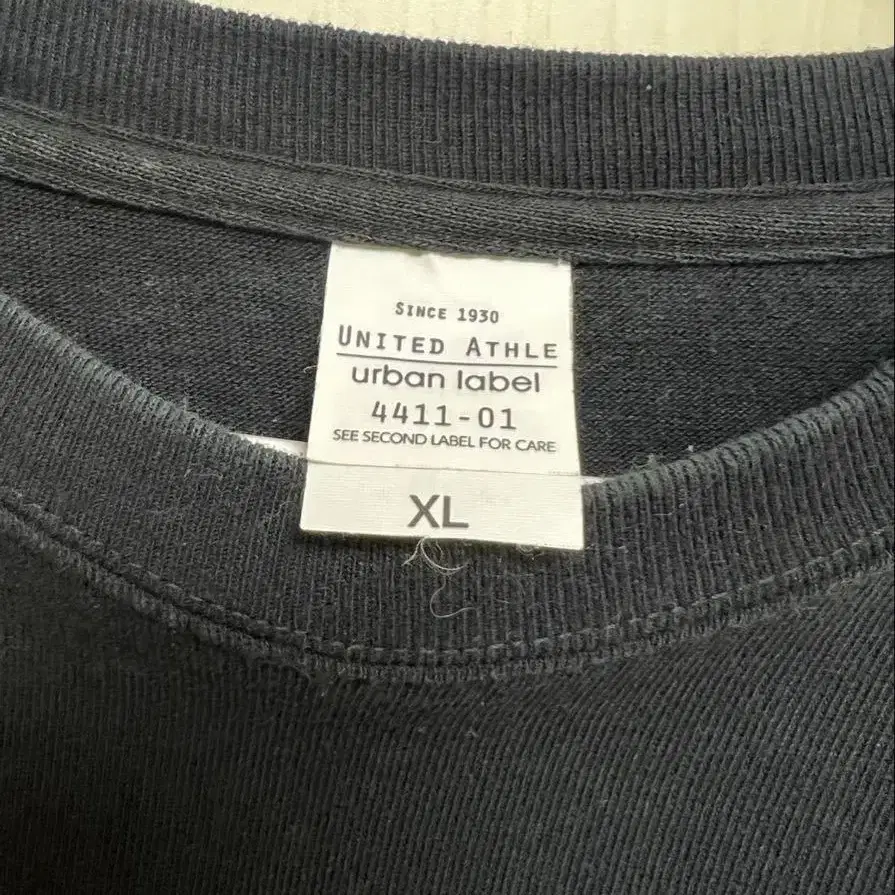 SINCE 1930
UNITED ATHLE
urban label
4411-01
SEE SECOND LABEL FOR CARE
XL